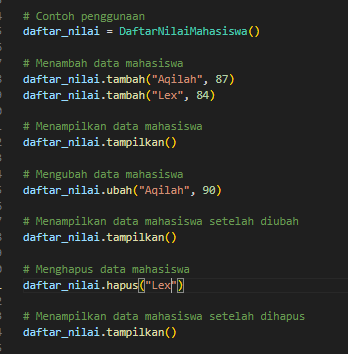 # Contoh penggunaan
daftar_nilai = DaftarNilaiMahasiswa()
# Menambah data mahasiswa
daftar_nilai.tambah("Aqilah", 87)
daftar_nilai.tambah("Lex", 84)
# Menampilkan data mahasiswa
daftar_nilai.tampilkan()
# Mengubah data mahasiswa
daftar_nilai.ubah("Aqilah", 90)
# Menampilkan data mahasiswa setelah diubah
daftar_nilai.tampilkan()
# Menghapus data mahasiswa
daftar_nilai.hapus("Lex")
# Menampilkan data mahasiswa setelah dihapus
daftar_nilai.tampilkan()